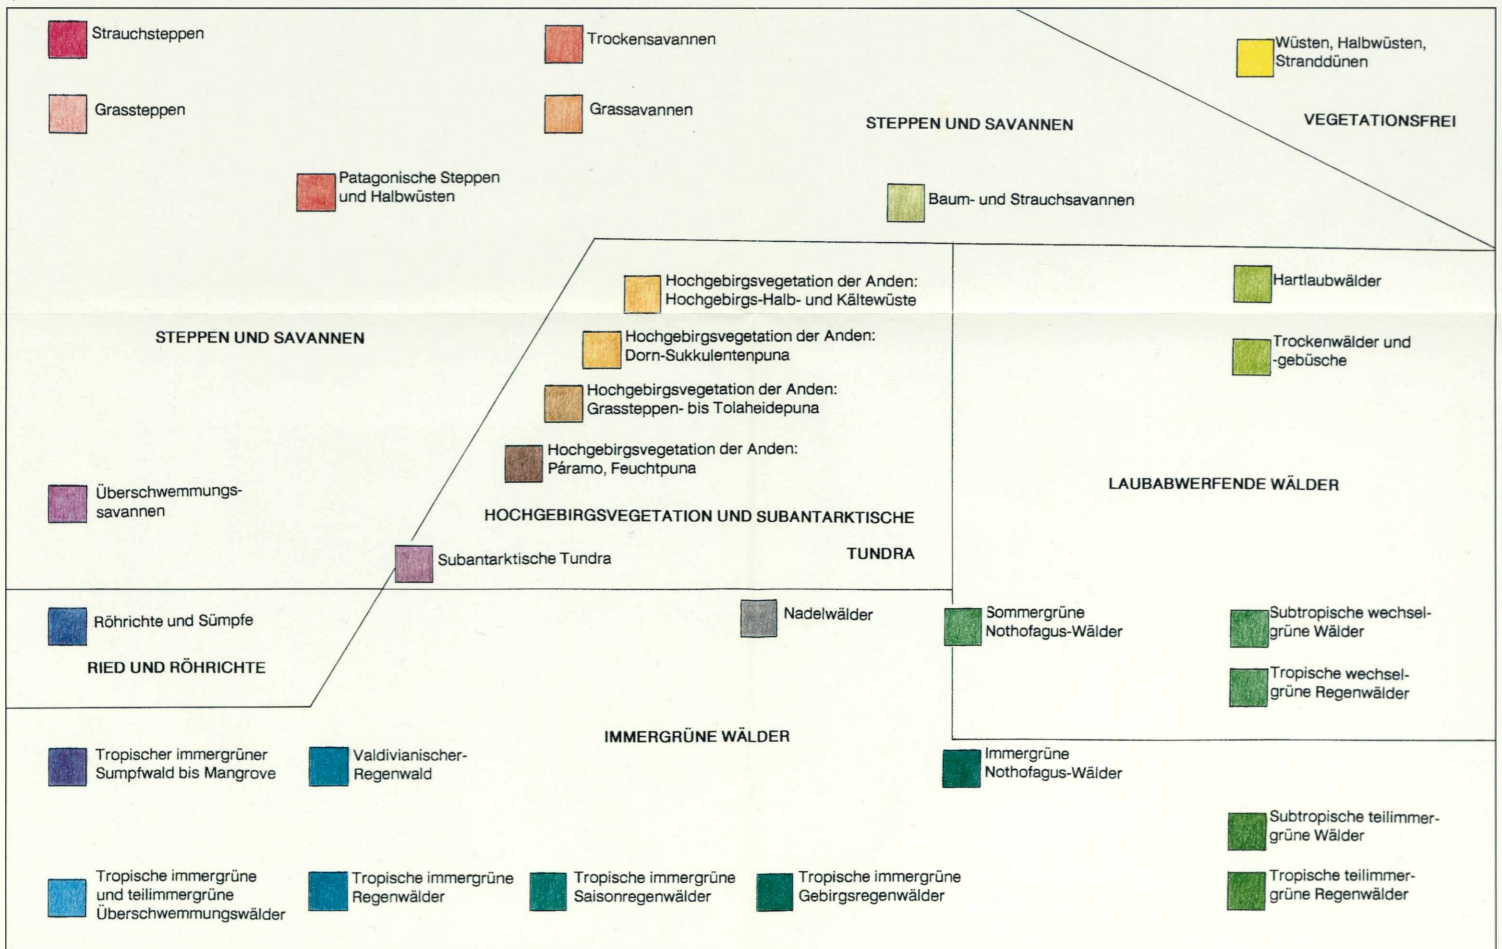 Strauchsteppen
Trockensavannen
Wüsten, Halbwüsten,
Stranddünen
Grassteppen
Grassavannen
STEPPEN UND SAVANNEN
VEGETATIONSFREI
Patagonische Steppen
und Halbwüsten
Baum- und Strauchsavannen
Hochgebirgsvegetation der Anden:
Hochgebirgs-Halb- und Kältewüste
Hartlaubwälder
STEPPEN UND SAVANNEN
Hochgebirgsvegetation der Anden:
Dorn-Sukkulentenpuna
Trockenwälder und
-gebüsche
Hochgebirgsvegetation der Anden:
Grassteppen- bis Tolaheidepuna
Hochgebirgsvegetation der Anden:
Páramo, Feuchtpuna
LAUBABWERFENDE WÄLDER
Überschwemmungs-
savannen
HOCHGEBIRGSVEGETATION UND SUBANTARKTISCHE
TUNDRA
Subantarktische Tundra
Röhrichte und Sümpfe
Nadelwälder
Sommergrüne
Nothofagus-Wälder
Subtropische wechsel-
grüne Wälder
RIED UND RÖHRICHTE
Tropische wechsel-
grüne Regenwälder
IMMERGRÜNE WÄLDER
Tropischer immergrüner
Sumpfwald bis Mangrove
Valdivianischer-
Regenwald
Immergrüne
Nothofagus-Wälder
Subtropische teilimmer-
grüne Wälder
Tropische immergrüne
und teilimmergrüne
Überschwemmungswälder
Tropische immergrüne
Regenwälder
Tropische immergrüne
Saisonregenwälder
Tropische immergrüne
Gebirgsregenwälder
Tropische teilimmer-
grüne Regenwälder